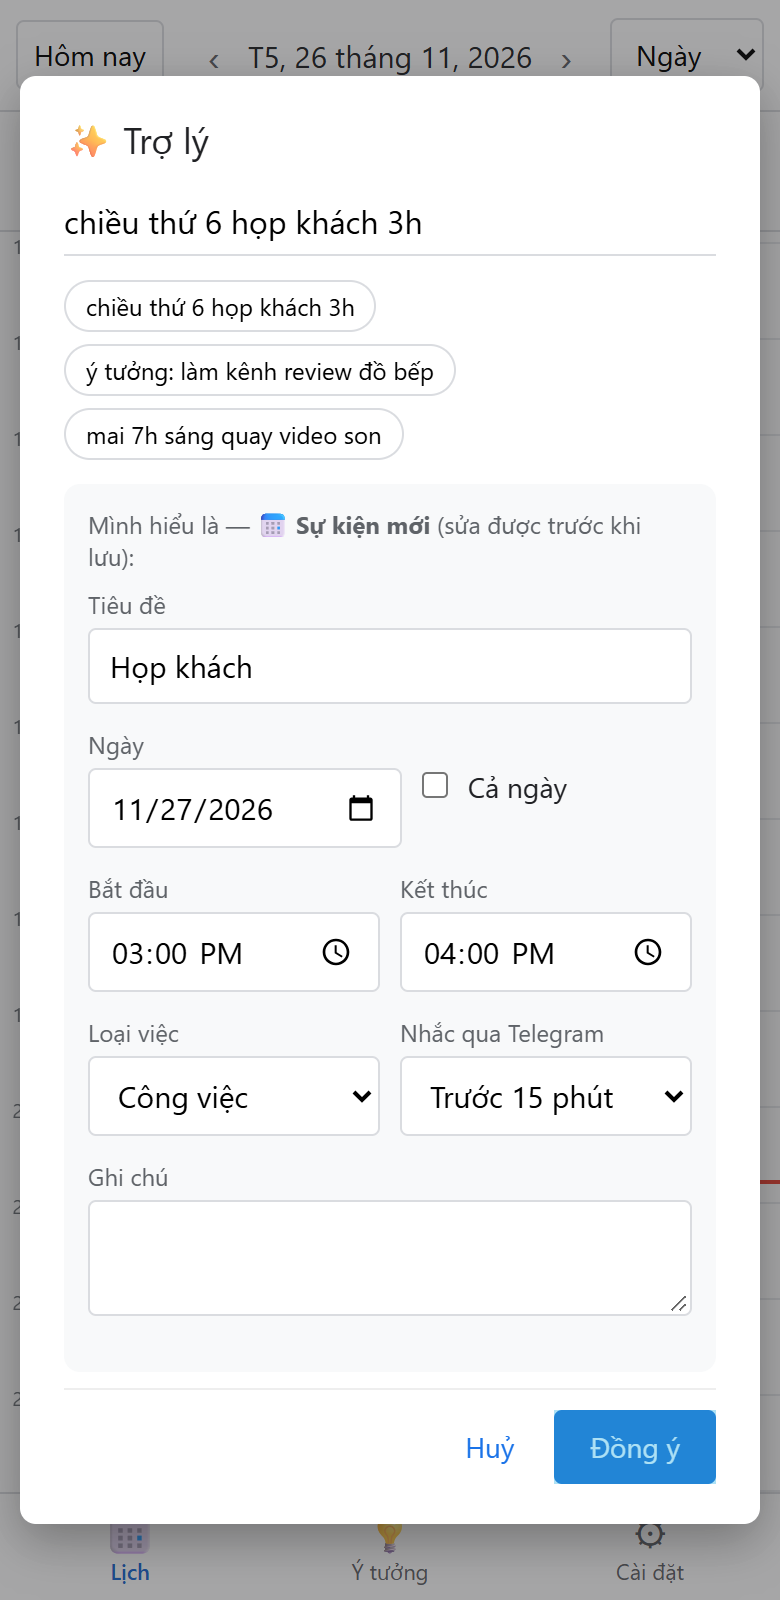 Hôm nay
‹ T5, 26 tháng 11, 2026 ›
Ngày
Trợ lý
chiều thứ 6 họp khách 3h
chiều thứ 6 họp khách 3h
ý tưởng: làm kênh review đồ bếp
mai 7h sáng quay video son
Mình hiểu là — Sự kiện mới (sửa được trước khi
lưu):
Tiêu đề
Họp khách
Ngày
11/27/2026
Cả ngày
Bắt đầu
Kết thúc
03:00 PM
04:00 PM
Loại việc
Nhắc qua Telegram
Công việc
Trước 15 phút
Ghi chú
Huỷ
Đồng ý
Lịch
Ý tưởng
Cài đặt